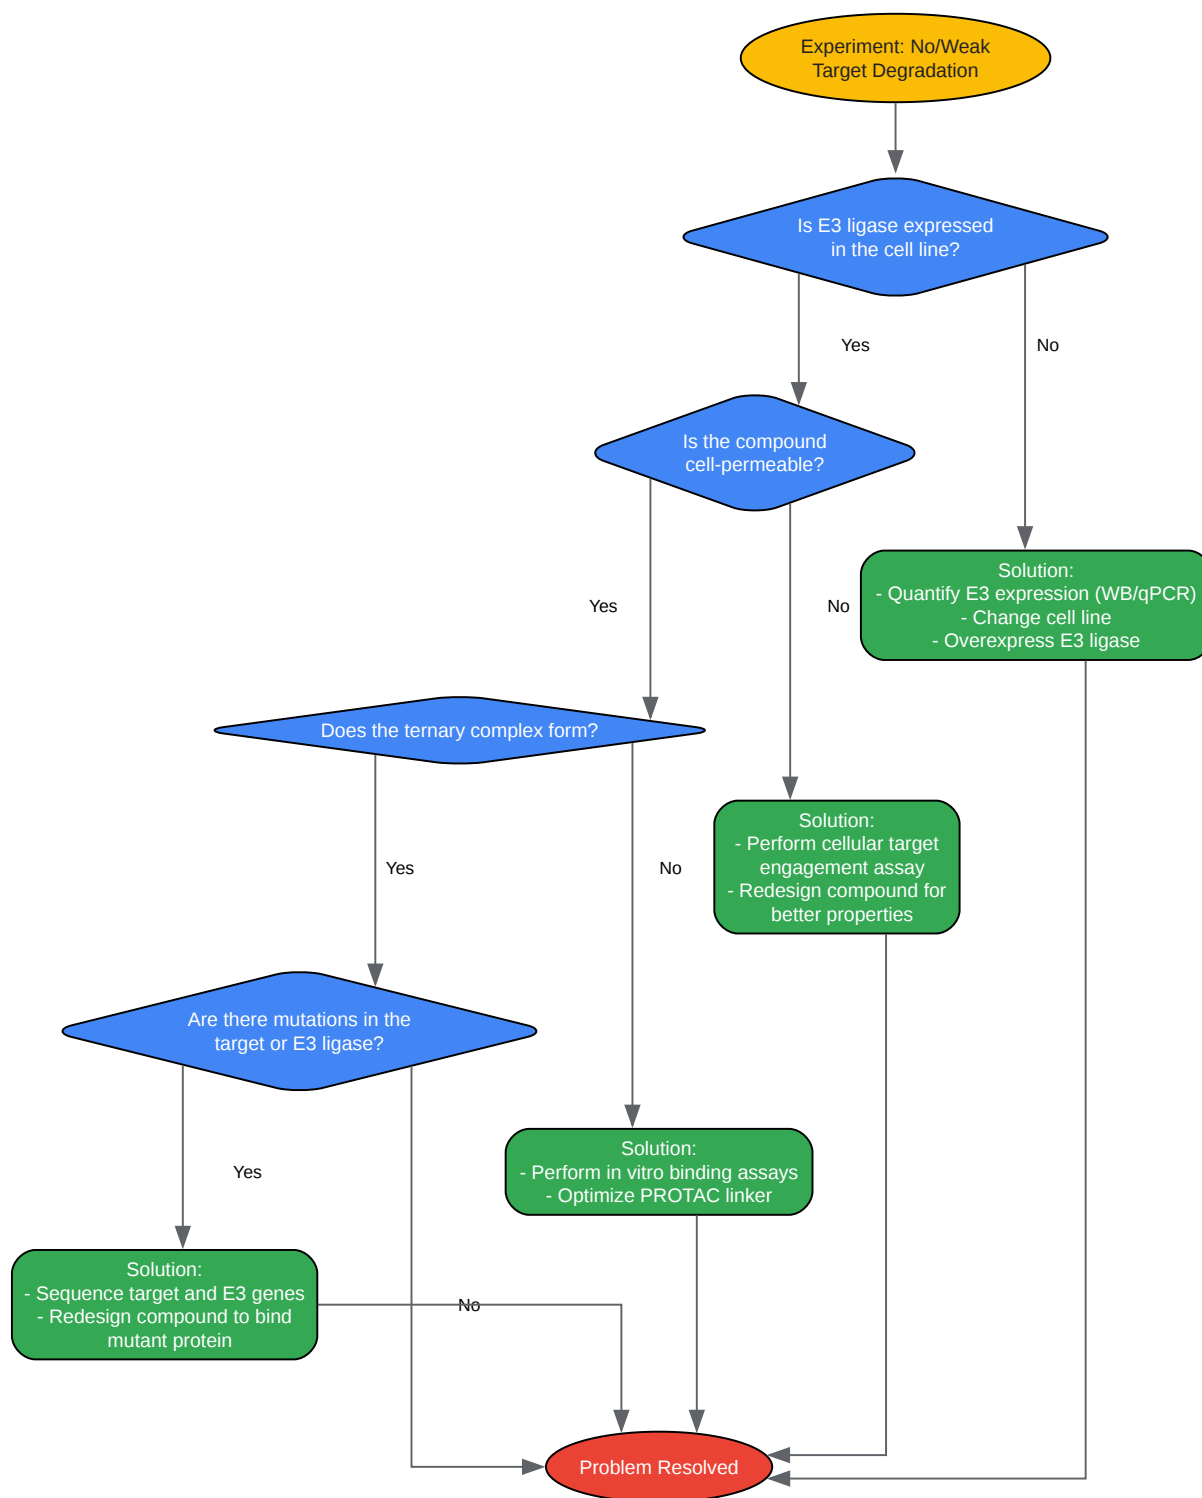 Experiment: No/Weak
Target Degradation
Is E3 ligase expressed
in the cell line?
Yes
No
Is the compound
cell-permeable?
Solution:
- Quantify E3 expression (WB/qPCR)
- Change cell line
- Overexpress E3 ligase
Yes
No
Does the ternary complex form?
Solution:
- Perform cellular target
engagement assay
- Redesign compound for
better properties
Yes
No
Are there mutations in the
target or E3 ligase?
Solution:
- Perform in vitro binding assays
- Optimize PROTAC linker
Yes
Solution:
- Sequence target and E3 genes
- Redesign compound to bind
mutant protein
No
Problem Resolved